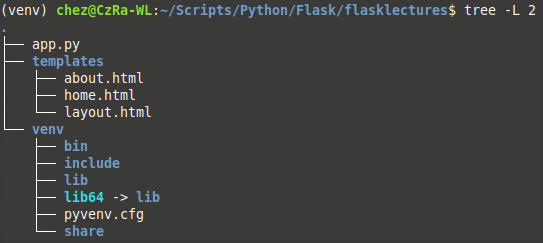 (venv) chez@CzRa-WL:~/Scripts/Python/Flask/flasklectures$ tree -L 2
.
├── app.py
├── templates
│   ├── about.html
│   ├── home.html
│   └── layout.html
└── venv
    ├── bin
    ├── include
    ├── lib
    ├── lib64 -> lib
    ├── pyvenv.cfg
    └── share